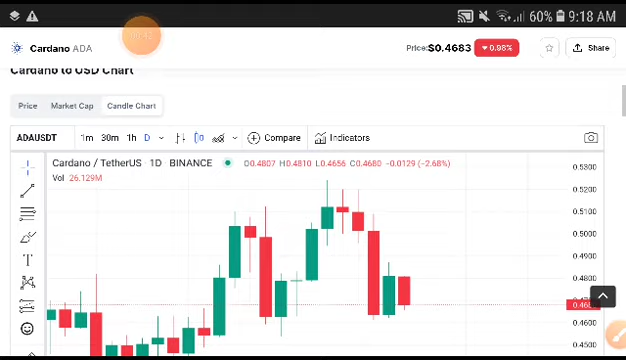 60% 9:18 AM
Cardano ADA Price:$0.4683 ▼0.98% Share
Cardano to USD Chart
Price Market Cap Candle Chart
ADAUSDT 1m 30m 1h D Compare Indicators
Cardano / TetherUS · 1D · BINANCE O0.4807 H0.4810 L0.4656 C0.4680 -0.0129 (-2.68%)
Vol 26.129M
0.5300
0.5200
0.5100
0.5000
0.4900
0.4800
0.4600
0.4500